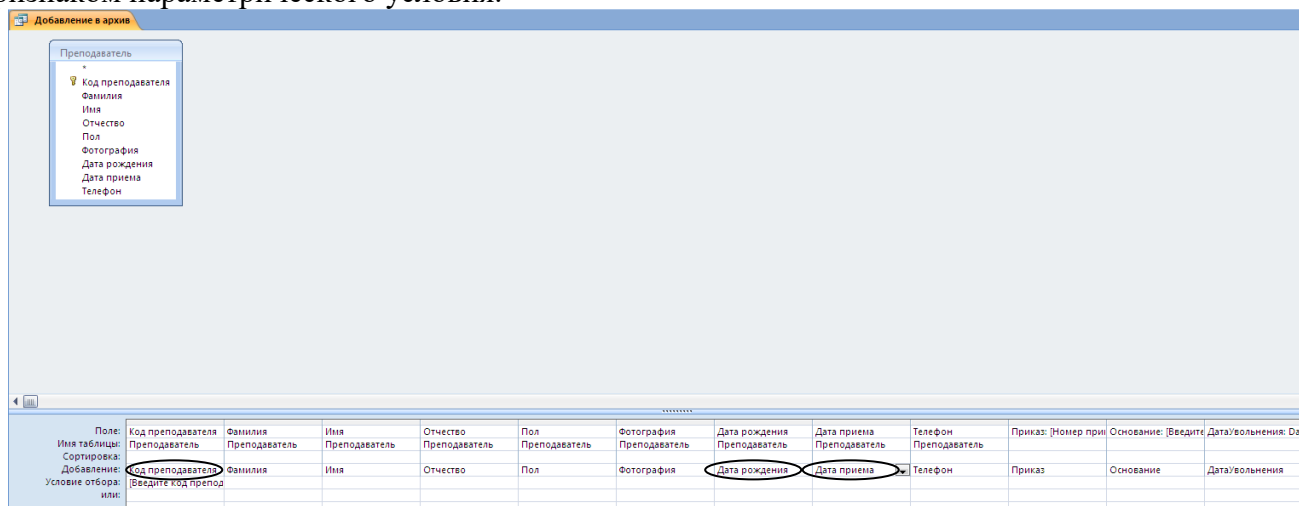 признаком параметрического условия.
Добавление в архив
Преподаватель
*
Код преподавателя
Фамилия
Имя
Отчество
Пол
Фотография
Дата рождения
Дата приема
Телефон
Поле: Код преподавателя Фамилия Имя Отчество Пол Фотография Дата рождения Дата приема Телефон Приказ: [Номер при Основание: [Введите ДатаУвольнения: Da
Имя таблицы: Преподаватель Преподаватель Преподаватель Преподаватель Преподаватель Преподаватель Преподаватель Преподаватель Преподаватель
Сортировка:
Добавление: Код преподавателя Фамилия Имя Отчество Пол Фотография Дата рождения Дата приема Телефон Приказ Основание ДатаУвольнения
Условие отбора: [Введите код препод
или: